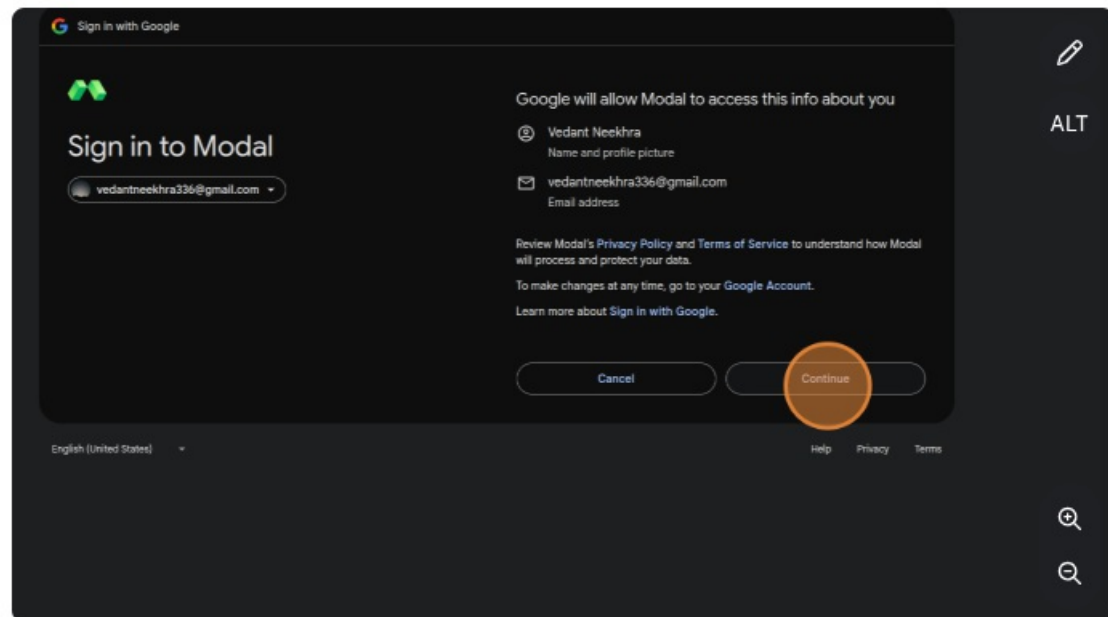 Sign in with Google
Sign in to Modal
vedantneekhra336@gmail.com
Google will allow Modal to access this info about you
Vedant Neekhra
Name and profile picture
vedantneekhra336@gmail.com
Email address
Review Modal's Privacy Policy and Terms of Service to understand how Modal
will process and protect your data.
To make changes at any time, go to your Google Account.
Learn more about Sign in with Google.
Cancel Continue
English (United States) Help Privacy Terms
ALT